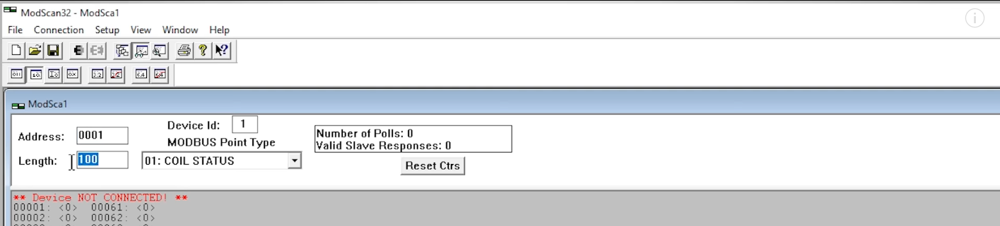 ModScan32 - ModSca1
File Connection Setup View Window Help
ModSca1
Address: 0001
Device Id: 1
MODBUS Point Type
Length: 100
01: COIL STATUS
Number of Polls: 0
Valid Slave Responses: 0
Reset Ctrs
** Device NOT CONNECTED! **
00001: <0> 00061: <0>
00002: <0> 00062: <0>